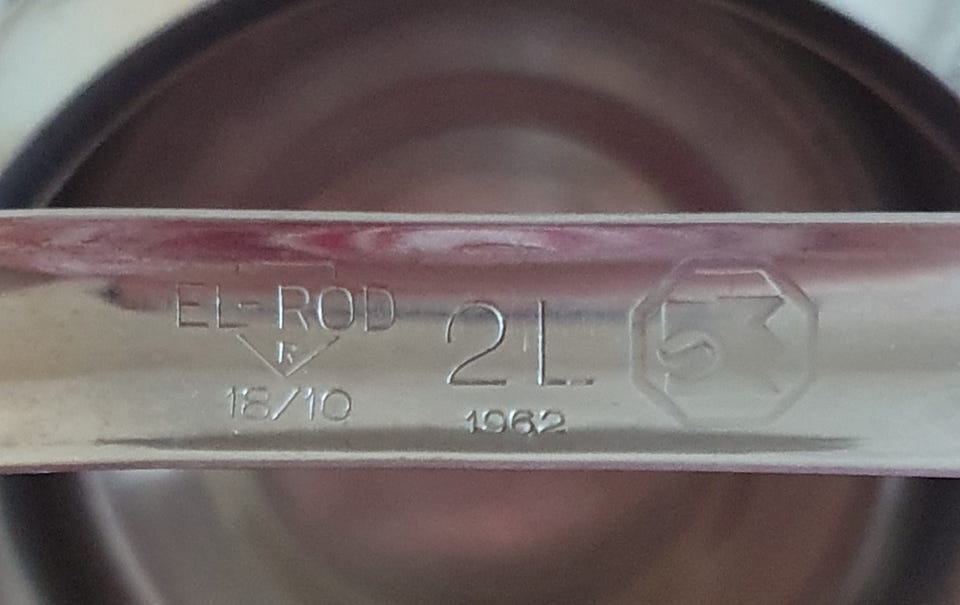 EL-ROD
R
18/10
2L.
1962